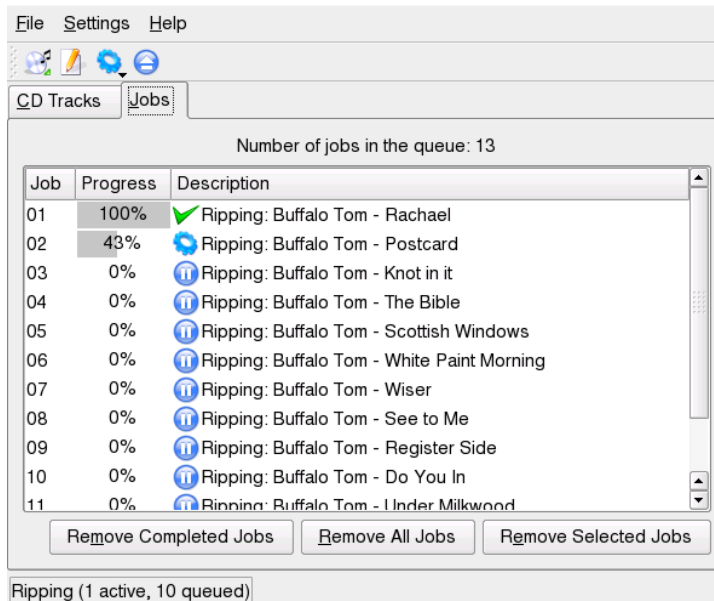 File Settings Help
CD Tracks Jobs
Number of jobs in the queue: 13
Job Progress Description
01 100% Ripping: Buffalo Tom - Rachael
02 43% Ripping: Buffalo Tom - Postcard
03 0% Ripping: Buffalo Tom - Knot in it
04 0% Ripping: Buffalo Tom - The Bible
05 0% Ripping: Buffalo Tom - Scottish Windows
06 0% Ripping: Buffalo Tom - White Paint Morning
07 0% Ripping: Buffalo Tom - Wiser
08 0% Ripping: Buffalo Tom - See to Me
09 0% Ripping: Buffalo Tom - Register Side
10 0% Ripping: Buffalo Tom - Do You In
11 0% Ripping: Buffalo Tom - Under Milkwood
Remove Completed Jobs Remove All Jobs Remove Selected Jobs
Ripping (1 active, 10 queued)